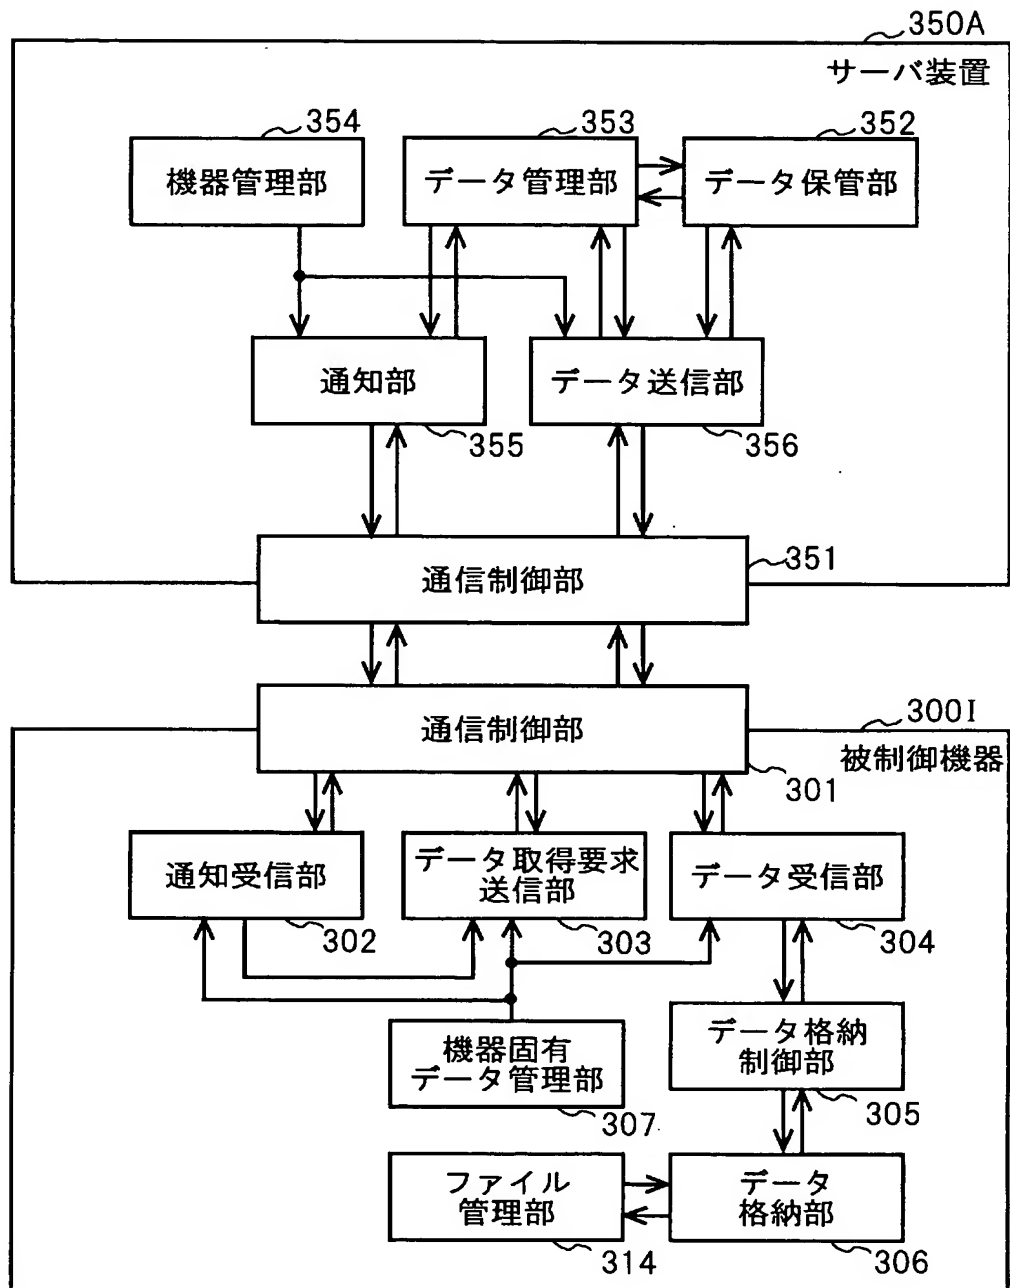 350A
サーバ装置
354
353
352
機器管理部
データ管理部
データ保管部
通知部
データ送信部
355
356
通信制御部
351
通信制御部
301
300I
被制御機器
通知受信部
データ取得要求
送信部
データ受信部
302
303
304
機器固有
データ管理部
307
データ格納
制御部
305
ファイル
管理部
314
データ
格納部
306